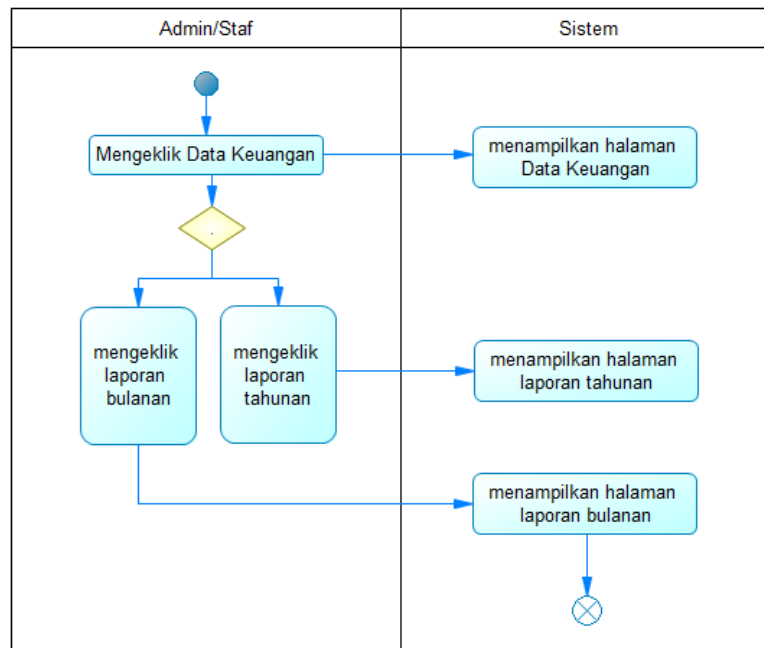 Admin/Staf
Sistem
Mengeklik Data Keuangan
menampilkan halaman
Data Keuangan
.
mengeklik
laporan
bulanan
mengeklik
laporan
tahunan
menampilkan halaman
laporan tahunan
menampilkan halaman
laporan bulanan